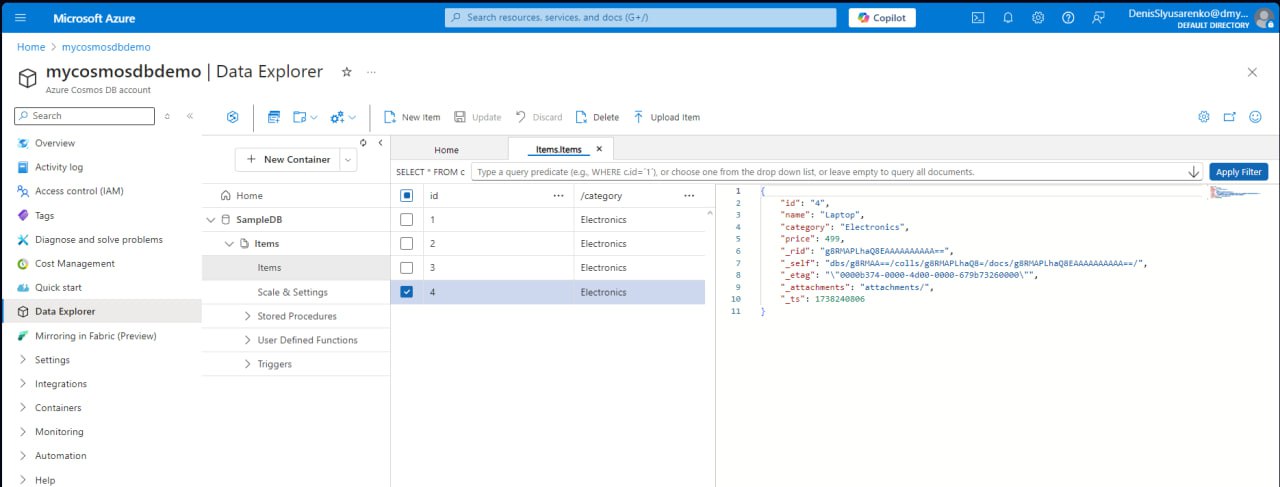 Microsoft Azure
Search resources, services, and docs (G+/)
Copilot
DenisSlyusarenko@dmy...
DEFAULT DIRECTORY
Home > mycosmosdbdemo
mycosmosdbdemo | Data Explorer
Azure Cosmos DB account
Search
Overview
Activity log
Access control (IAM)
Tags
Diagnose and solve problems
Cost Management
Quick start
Data Explorer
Mirroring in Fabric (Preview)
Settings
Integrations
Containers
Monitoring
Automation
Help
New Item
Update
Discard
Delete
Upload Item
+ New Container
Home
SampleDB
Items
Items
Scale & Settings
Stored Procedures
User Defined Functions
Triggers
Home
Items.Items
SELECT * FROM c
Type a query predicate (e.g., WHERE c.id=`1`), or choose one from the drop down list, or leave empty to query all documents.
Apply Filter
id ... /category ...
1 Electronics
2 Electronics
3 Electronics
4 Electronics
1 {
2 "id": "4",
3 "name": "Laptop",
4 "category": "Electronics",
5 "price": 499,
6 "_rid": "g8RMAPLhaQ8EAAAAAAAAAA==",
7 "_self": "dbs/g8RMAA==/colls/g8RMAPLhaQ8=/docs/g8RMAPLhaQ8EAAAAAAAAAA==/",
8 "_etag": "\"0000b374-0000-4d00-0000-679b73260000\"",
9 "_attachments": "attachments/",
10 "_ts": 1738240806
11 }